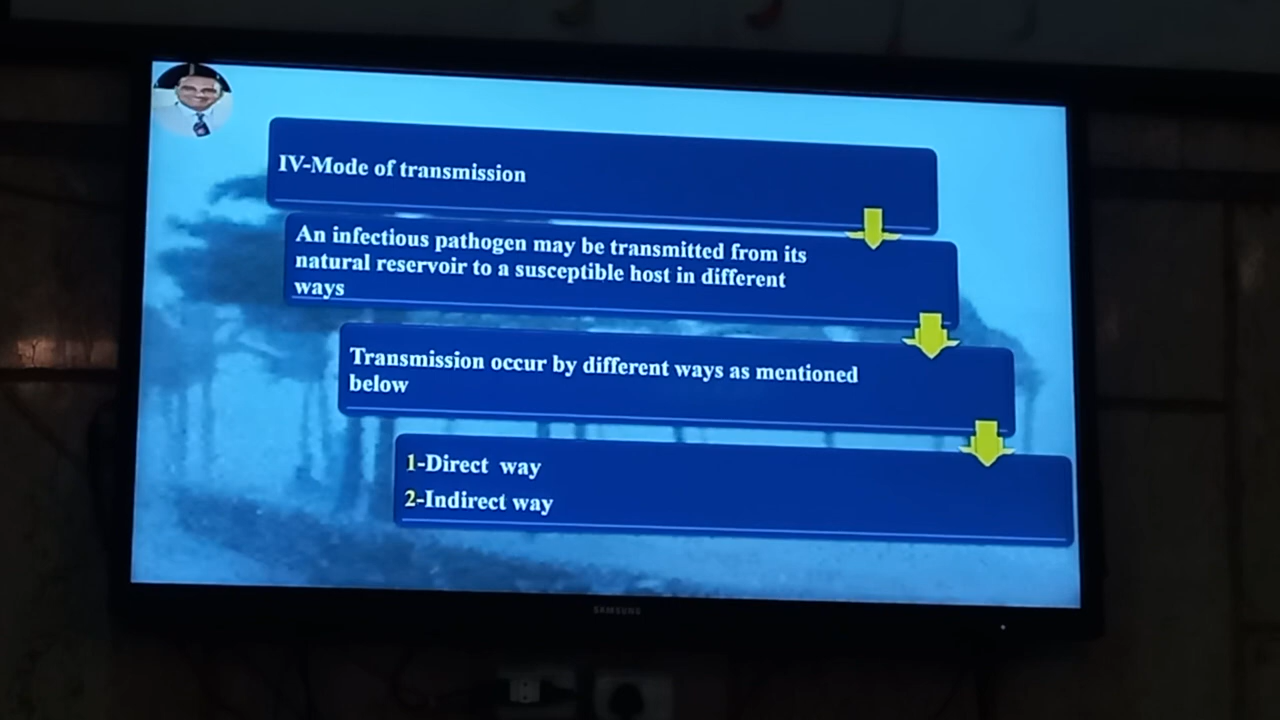 IV-Mode of transmission
An infectious pathogen may be transmitted from its
natural reservoir to a susceptible host in different
ways
Transmission occur by different ways as mentioned
below
1-Direct way
2-Indirect way
SAMSUNG